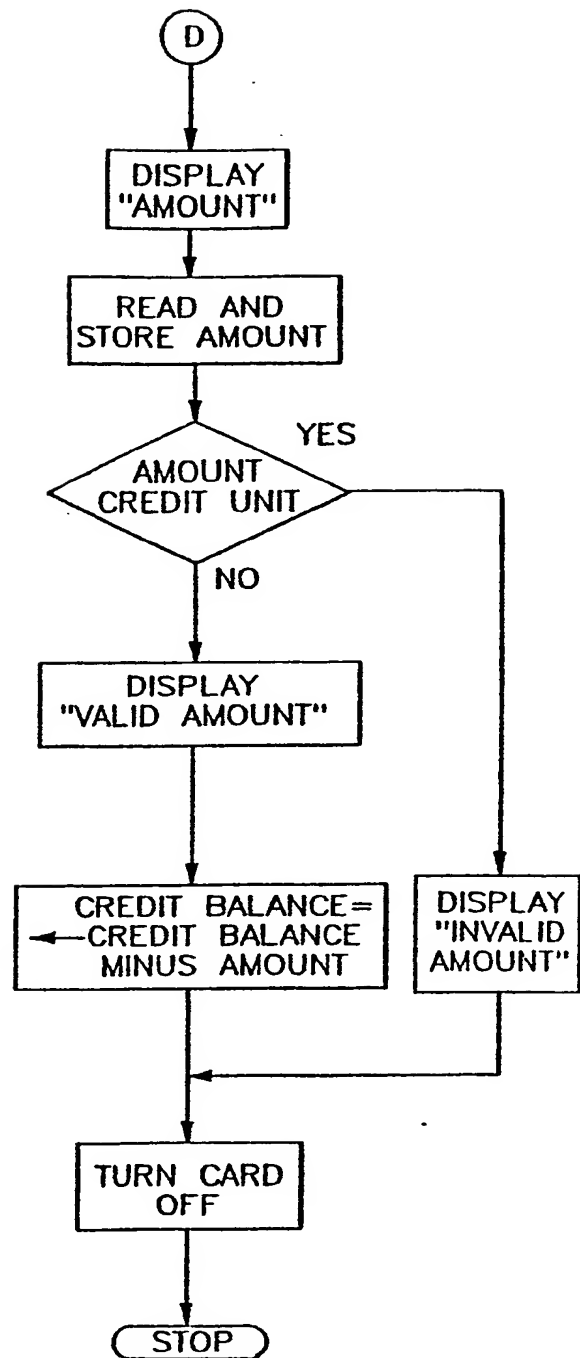 D
DISPLAY
"AMOUNT"
READ AND
STORE AMOUNT
YES
AMOUNT
CREDIT UNIT
NO
DISPLAY
"VALID AMOUNT"
CREDIT BALANCE=
CREDIT BALANCE
MINUS AMOUNT
DISPLAY
"INVALID
AMOUNT"
TURN CARD
OFF
STOP